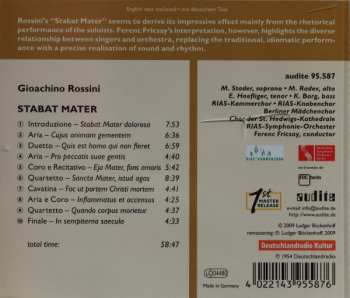 English text enclosed • mit deutschem Text
Rossini's "Stabat Mater" seems to derive its impressive effect mainly from the rhetorical
performance of the soloists. Ferenc Fricsay's interpretation, however, highlights the diverse
relationship between singers and orchestra, replacing the traditional, idiomatic performance
with a precise realisation of sound and rhythm.
Gioachino Rossini
STABAT MATER
1 Introduzione – Stabat Mater dolorosa 7:53
2 Aria – Cujus animam gementem 6:36
3 Duetto – Quis est homo qui non fleret 5:59
4 Aria – Pro peccatis suae gentis 4:40
5 Coro e Recitativo – Eja Mater, fons amoris
6 Quartetto – Sancta Mater, istud agas
7 Cavatina – Fac ut portem Christi mortem
8 Aria e Coro – Inflammatus et accensus 4:25
9 Quartetto – Quando corpus morietur 4:37
10 Finale – In sempiterna saecula 4:33
total time: 58:47
audite 95.587
M. Stader, soprano • M. Radev, alto
E. Haefliger, tenor • K. Borg, bass
RIAS-Kammerchor • RIAS-Knabenchor
Berliner Mädchenchor
Chor der St. Hedwigs-Kathedrale
RIAS-Symphonie-Orchester
Ferenc Fricsay, conductor
1st
MASTER
RELEASE
audite
e-mail: info@audite.de
http://www.audite.de
© 2009 Ludger Böckenhoff
remastering: ℗ Ludger Böckenhoff 2009
Deutschlandradio Kultur
℗ 1954 Deutschlandradio
Made in Germany
LC 04480
4 022143 955876